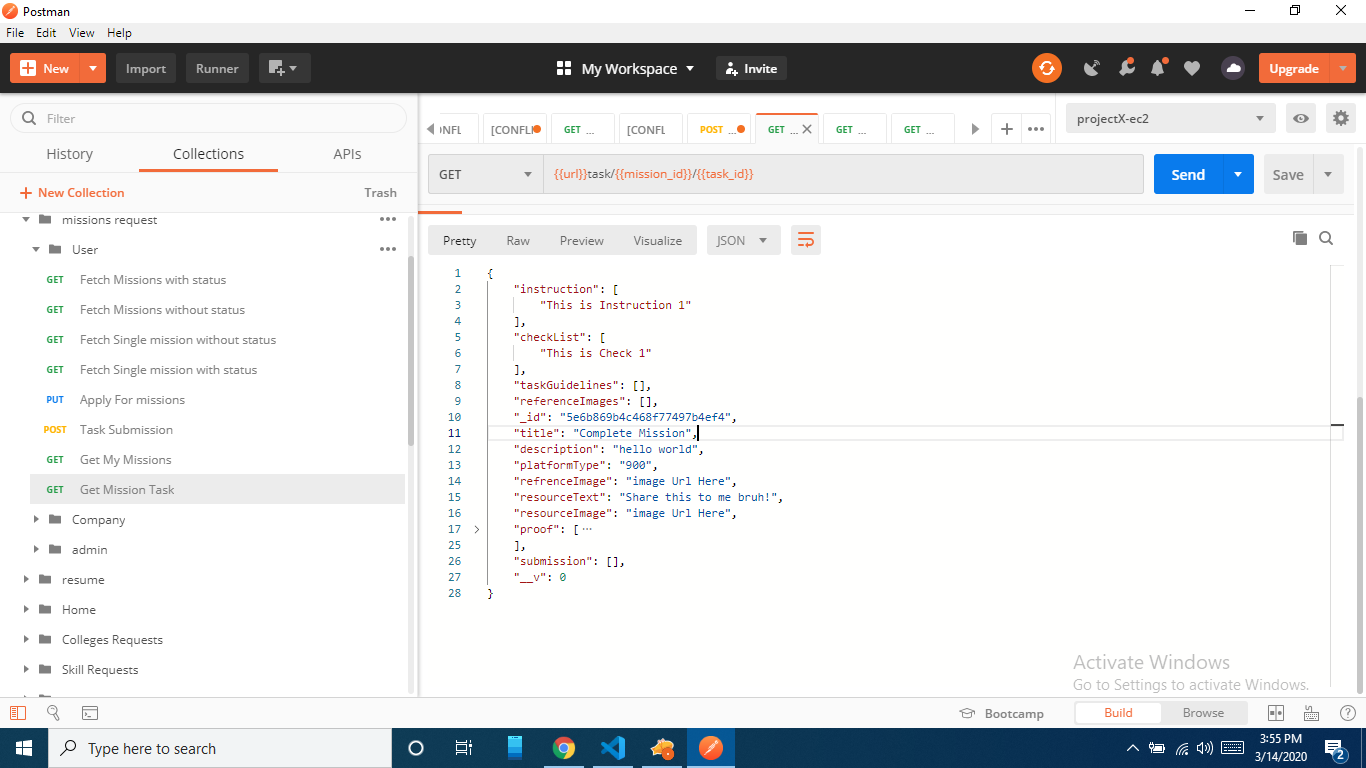 Postman
File Edit View Help
New Import Runner My Workspace Invite Upgrade
Filter
History Collections APIs
New Collection Trash
missions request
User
GET Fetch Missions with status
GET Fetch Missions without status
GET Fetch Single mission without status
GET Fetch Single mission with status
PUT Apply For missions
POST Task Submission
GET Get My Missions
GET Get Mission Task
Company
admin
resume
Home
Colleges Requests
Skill Requests
[CONFLI GET ... [CONFL POST ... GET ... GET ... GET ...
projectX-ec2
GET {{url}}task/{{mission_id}}/{{task_id}} Send Save
Pretty Raw Preview Visualize JSON
1 {
2 "instruction": [
3 "This is Instruction 1"
4 ],
5 "checkList": [
6 "This is Check 1"
7 ],
8 "taskGuidelines": [],
9 "referenceImages": [],
10 "_id": "5e6b869b4c468f77497b4ef4",
11 "title": "Complete Mission",
12 "description": "hello world",
13 "platformType": "900",
14 "refrenceImage": "image Url Here",
15 "resourceText": "Share this to me bruh!",
16 "resourceImage": "image Url Here",
17 "proof": [⋯
25 ],
26 "submission": [],
27 "__v": 0
28 }
Activate Windows
Go to Settings to activate Windows.
Bootcamp Build Browse
Type here to search
3:55 PM
3/14/2020
2